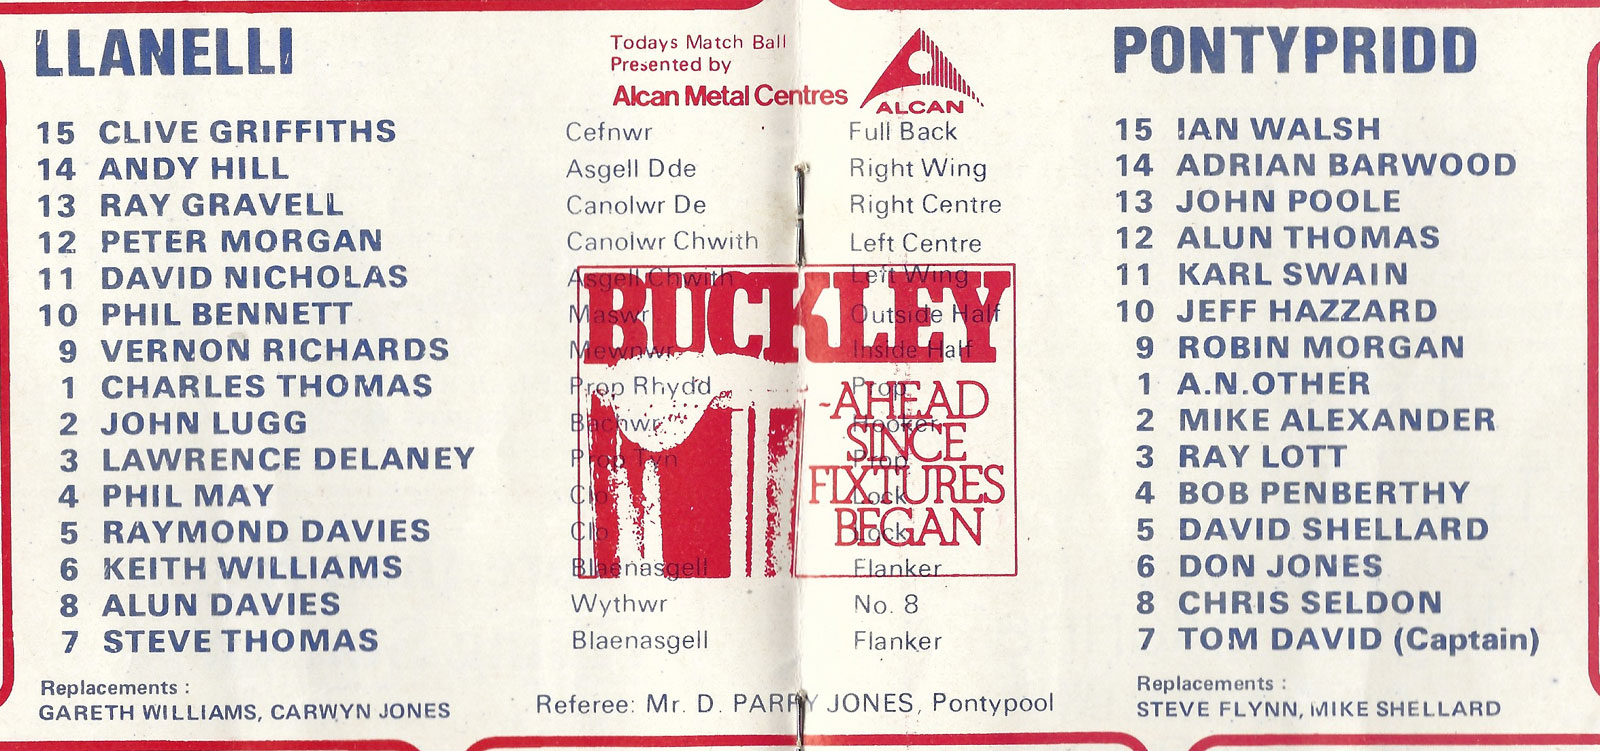 LLANELLI
15 CLIVE GRIFFITHS
14 ANDY HILL
13 RAY GRAVELL
12 PETER MORGAN
11 DAVID NICHOLAS
10 PHIL BENNETT
9 VERNON RICHARDS
1 CHARLES THOMAS
2 JOHN LUGG
3 LAWRENCE DELANEY
4 PHIL MAY
5 RAYMOND DAVIES
6 KEITH WILLIAMS
8 ALUN DAVIES
7 STEVE THOMAS
Replacements :
GARETH WILLIAMS, CARWYN JONES
Todays Match Ball
Presented by
Alcan Metal Centres
ALCAN
Cefnwr Full Back
Asgell Dde Right Wing
Canolwr De Right Centre
Canolwr Chwith Left Centre
Asgell Chwith Left Wing
Maswr Outside Half
Mewnwr Inside Half
Prop Rhydd Prop
Bachwr Hooker
Prop Tyn Prop
Clo Lock
Clo Lock
Blaenasgell Flanker
Wythwr No. 8
Blaenasgell Flanker
BUCKLEY
-AHEAD
SINCE
FIXTURES
BEGAN
Referee: Mr. D. PARRY JONES, Pontypool
PONTYPRIDD
15 IAN WALSH
14 ADRIAN BARWOOD
13 JOHN POOLE
12 ALUN THOMAS
11 KARL SWAIN
10 JEFF HAZZARD
9 ROBIN MORGAN
1 A.N.OTHER
2 MIKE ALEXANDER
3 RAY LOTT
4 BOB PENBERTHY
5 DAVID SHELLARD
6 DON JONES
8 CHRIS SELDON
7 TOM DAVID (Captain)
Replacements :
STEVE FLYNN, MIKE SHELLARD